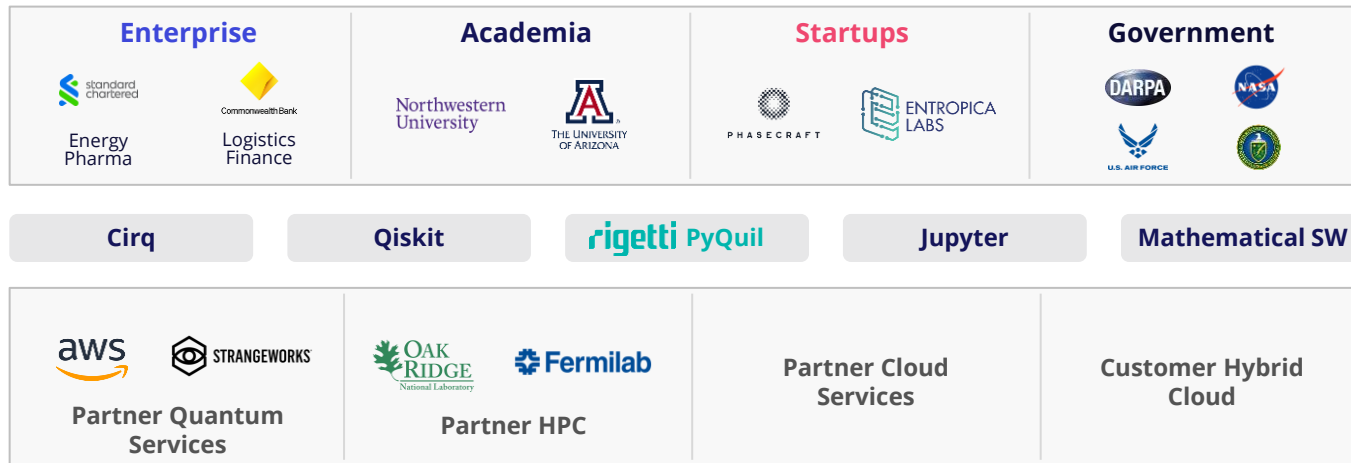 Enterprise
standard
chartered
Commonwealth Bank
Energy
Pharma
Logistics
Finance
Academia
Northwestern
University
A
THE UNIVERSITY
OF ARIZONA
Startups
PHASECRAFT
ENTROPICA
LABS
Government
DARPA
NASA
U.S. AIR FORCE
Cirq
Qiskit
rigetti PyQuil
Jupyter
Mathematical SW
aws
STRANGEWORKS
Partner Quantum
Services
OAK
RIDGE
National Laboratory
Fermilab
Partner HPC
Partner Cloud
Services
Customer Hybrid
Cloud